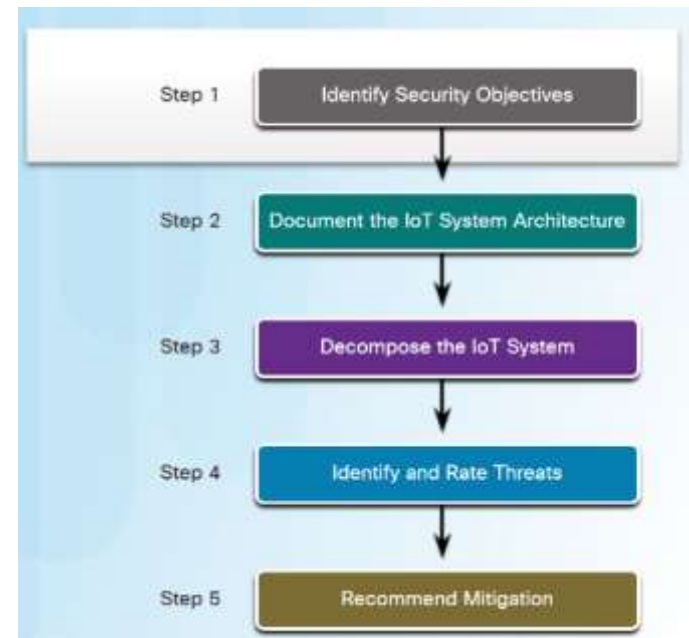 Step 1 Identify Security Objectives
Step 2 Document the IoT System Architecture
Step 3 Decompose the IoT System
Step 4 Identify and Rate Threats
Step 5 Recommend Mitigation